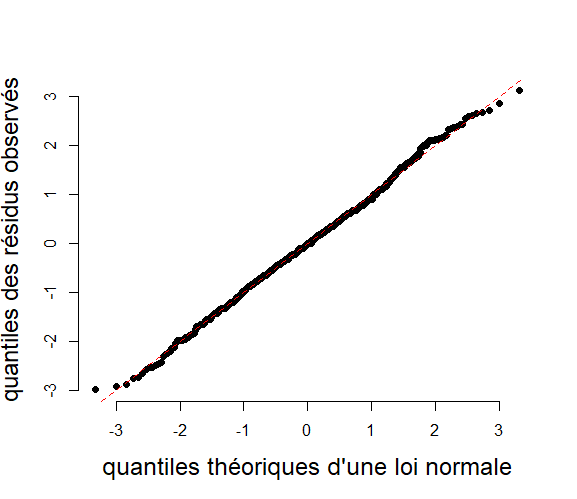 quantiles des résidus observés
3
2
1
0
-1
-2
-3
-3 -2 -1 0 1 2 3
quantiles théoriques d'une loi normale